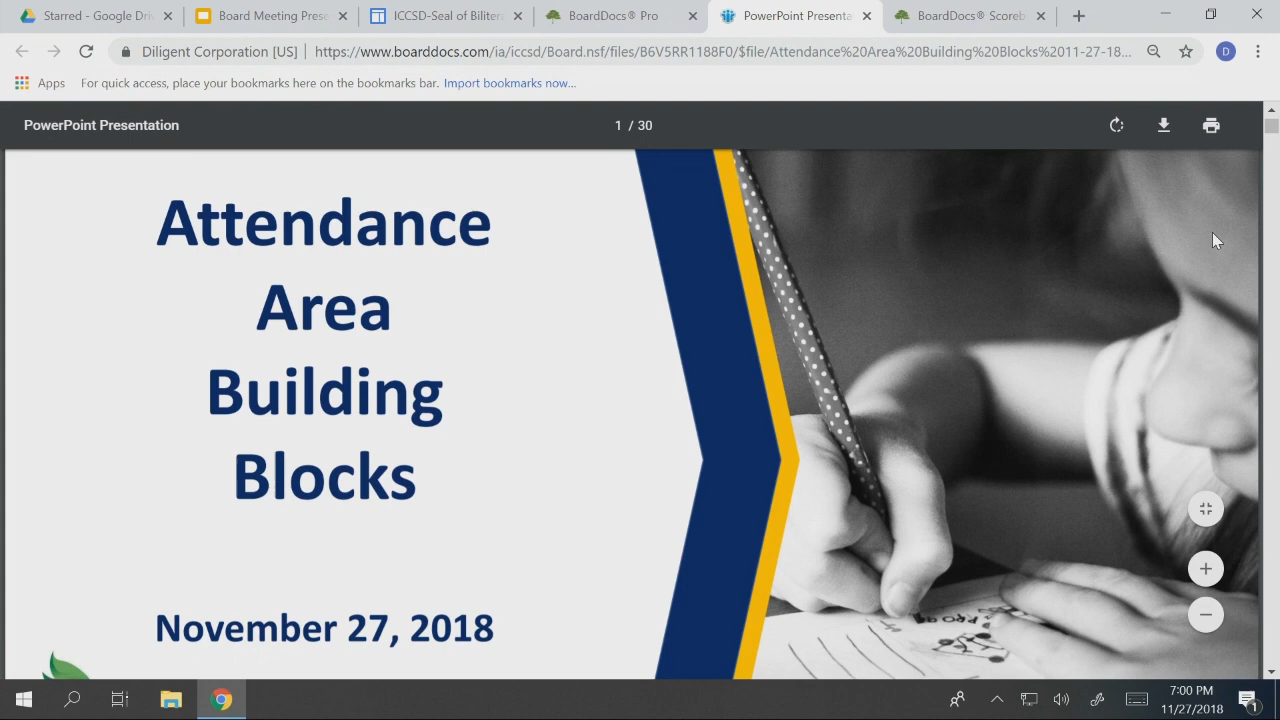 Starred - Google Dri
Board Meeting Prese
ICCSD-Seal of Bilitera
BoardDocs® Pro
PowerPoint Presenta
BoardDocs® Scoreb
Diligent Corporation [US]
https://www.boarddocs.com/ia/iccsd/Board.nsf/files/B6V5RR1188F0/$file/Attendance%20Area%20Building%20Blocks%2011-27-18...
D
Apps
For quick access, place your bookmarks here on the bookmarks bar. Import bookmarks now...
PowerPoint Presentation
1 / 30
Attendance
Area
Building
Blocks
November 27, 2018
7:00 PM
11/27/2018
1